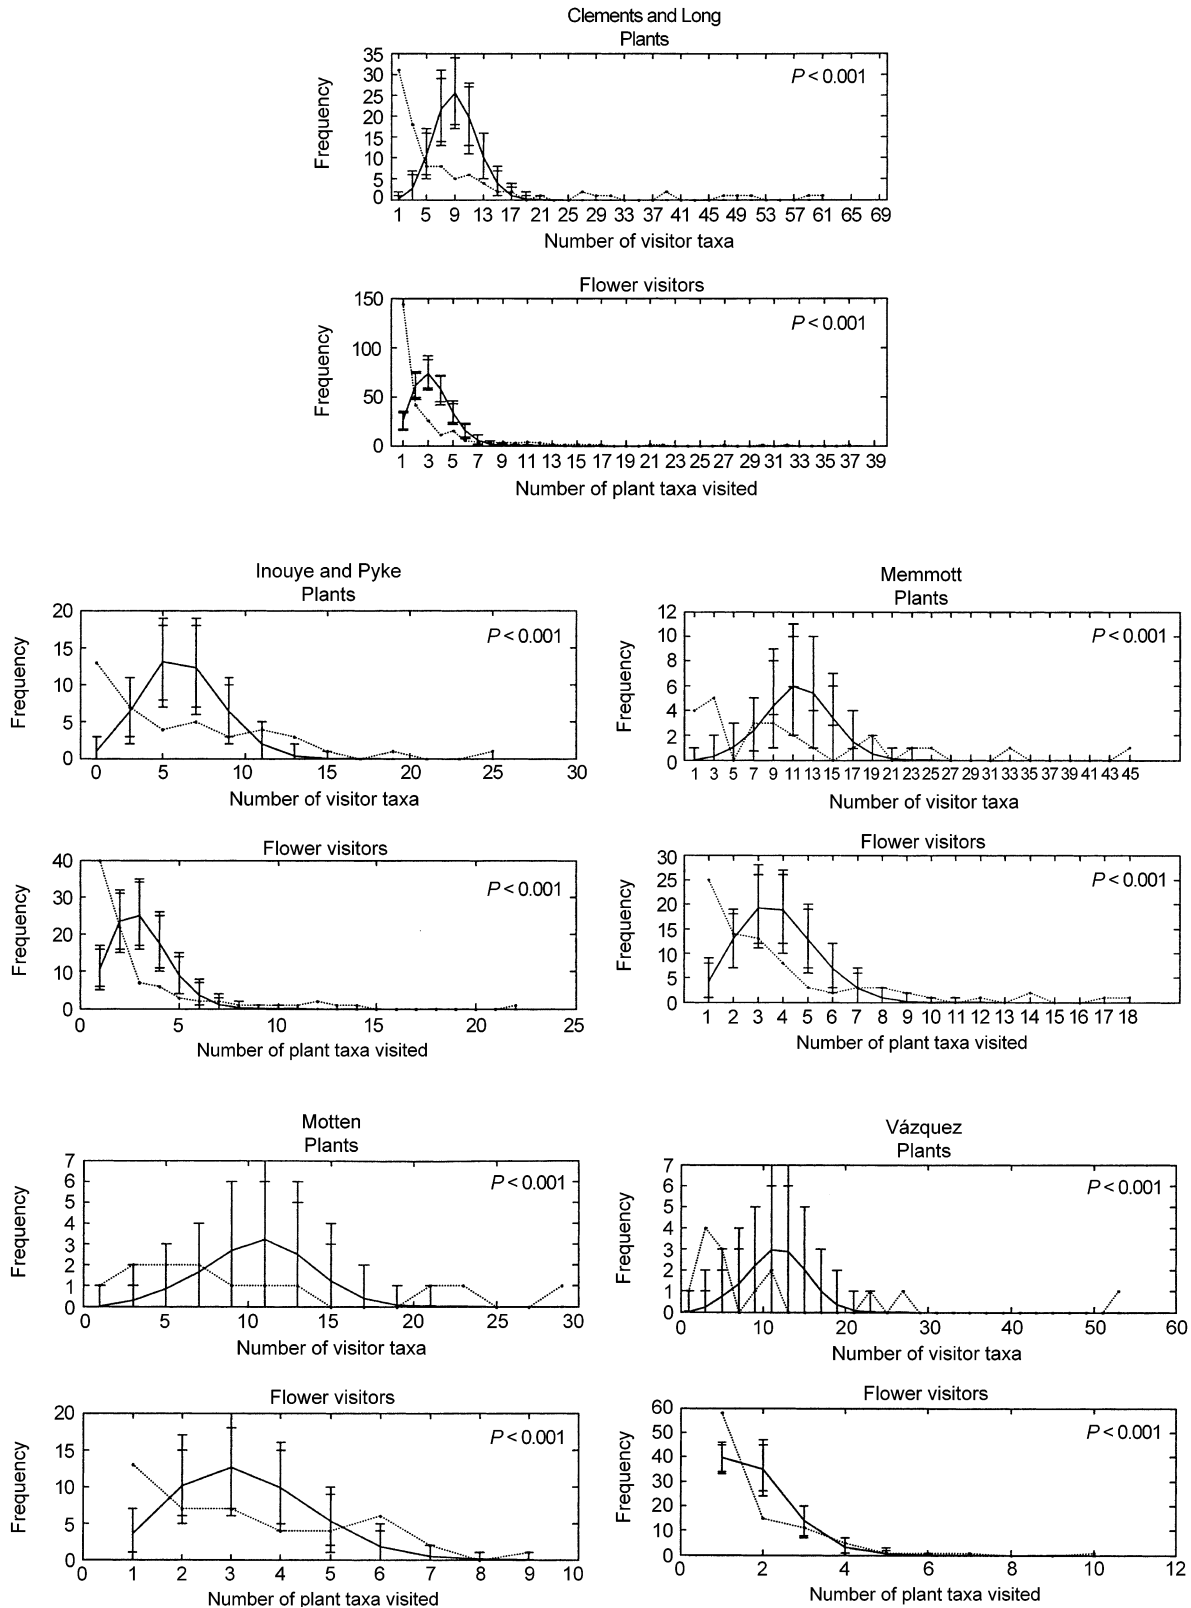 Clements and Long
Plants
P < 0.001
Frequency
35
30
25
20
15
10
5
0
1 5 9 13 17 21 25 29 33 37 41 45 49 53 57 61 65 69
Number of visitor taxa
Flower visitors
P < 0.001
Frequency
150
100
50
0
1 3 5 7 9 11 13 15 17 19 21 23 25 27 29 31 33 35 37 39
Number of plant taxa visited
Inouye and Pyke
Plants
P < 0.001
Frequency
20
15
10
5
0
0 5 10 15 20 25 30
Number of visitor taxa
Flower visitors
P < 0.001
Frequency
40
30
20
10
0
0 5 10 15 20 25
Number of plant taxa visited
Memmott
Plants
P < 0.001
Frequency
12
10
8
6
4
2
0
1 3 5 7 9 11 13 15 17 19 21 23 25 27 29 31 33 35 37 39 41 43 45
Number of visitor taxa
Flower visitors
P < 0.001
Frequency
30
25
20
15
10
5
0
1 2 3 4 5 6 7 8 9 10 11 12 13 14 15 16 17 18
Number of plant taxa visited
Motten
Plants
P < 0.001
Frequency
7
6
5
4
3
2
1
0
0 5 10 15 20 25 30
Number of visitor taxa
Flower visitors
P < 0.001
Frequency
20
15
10
5
0
0 1 2 3 4 5 6 7 8 9 10
Number of plant taxa visited
Vázquez
Plants
P < 0.001
Frequency
7
6
5
4
3
2
1
0
0 10 20 30 40 50 60
Number of visitor taxa
Flower visitors
P < 0.001
Frequency
60
50
40
30
20
10
0
0 2 4 6 8 10 12
Number of plant taxa visited